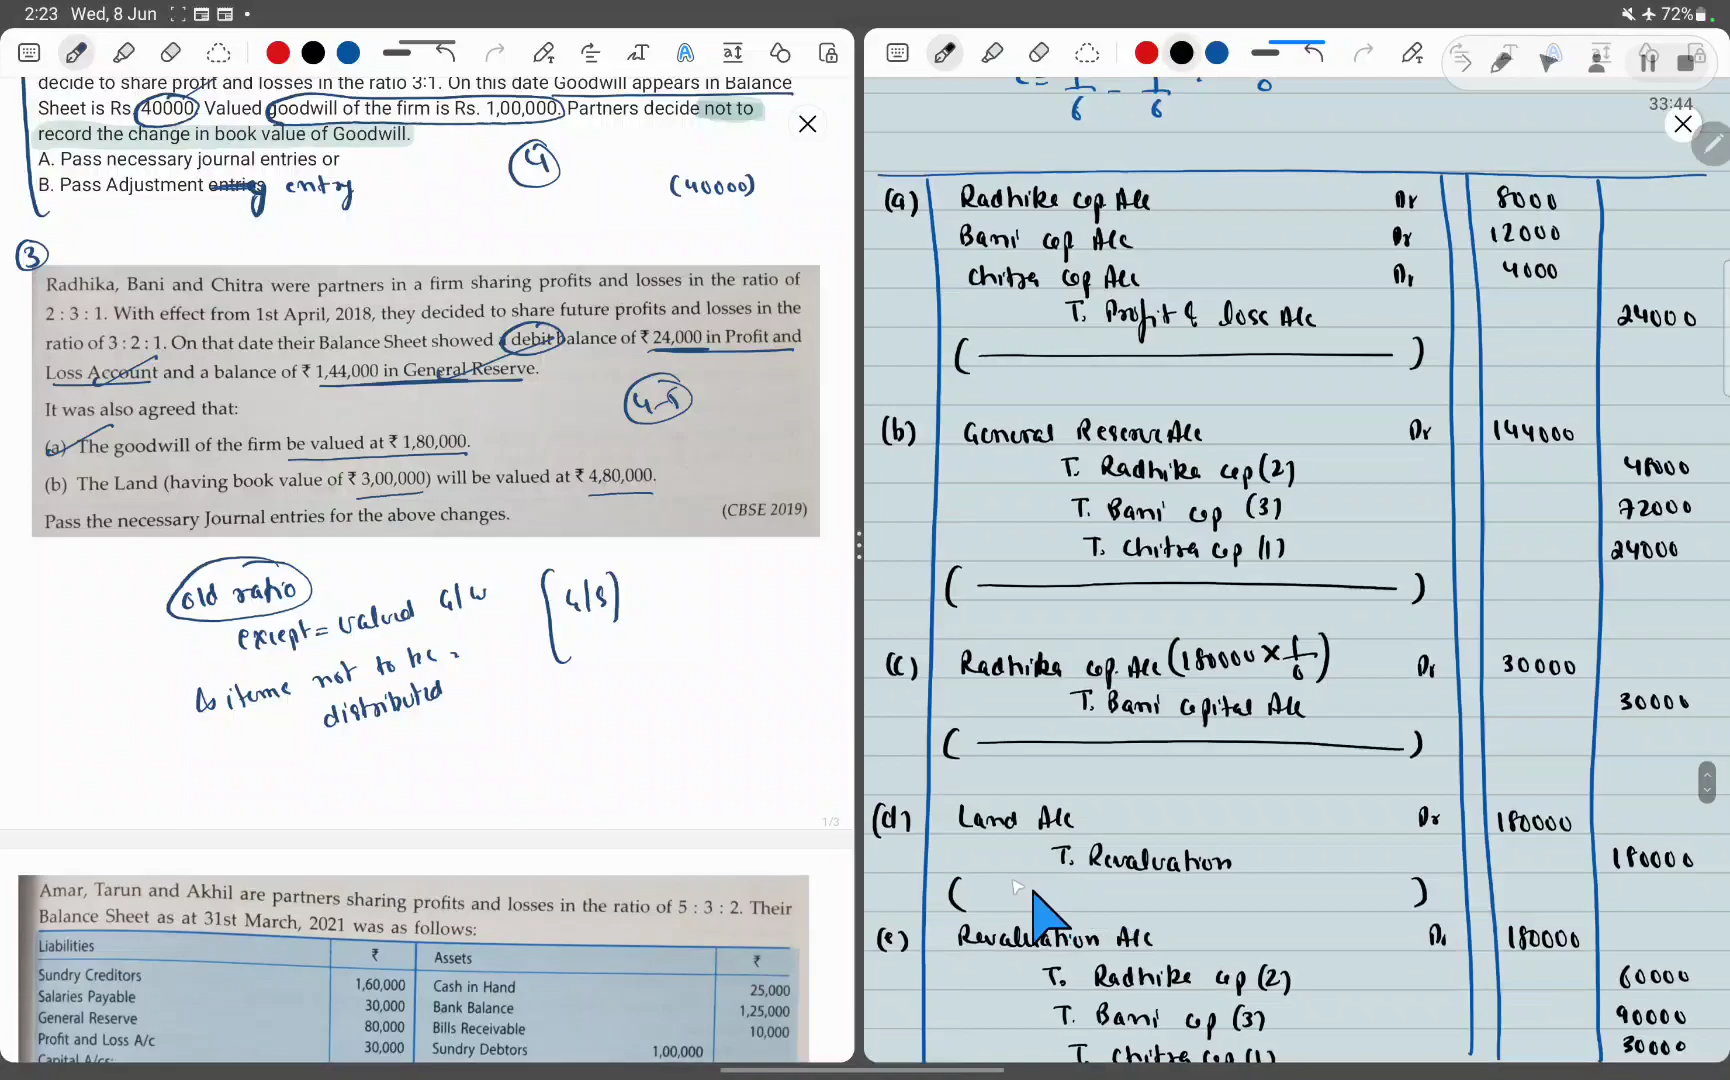 2:23 Wed, 8 Jun
72%
decide to share profit and losses in the ratio 3:1. On this date Goodwill appears in Balance
Sheet is Rs. 40000. Valued goodwill of the firm is Rs. 1,00,000. Partners decide not to
record the change in book value of Goodwill.
A. Pass necessary journal entries or
B. Pass Adjustment entries entry
4
(40000)
3
Radhika, Bani and Chitra were partners in a firm sharing profits and losses in the ratio of
2 : 3 : 1. With effect from 1st April, 2018, they decided to share future profits and losses in the
ratio of 3 : 2 : 1. On that date their Balance Sheet showed a debit balance of ₹ 24,000 in Profit and
Loss Account and a balance of ₹ 1,44,000 in General Reserve.
It was also agreed that:
(a) The goodwill of the firm be valued at ₹ 1,80,000.
(b) The Land (having book value of ₹ 3,00,000) will be valued at ₹ 4,80,000.
Pass the necessary Journal entries for the above changes. (CBSE 2019)
old ratio
except = valued G/W
items not to be
distributed
1/3
Amar, Tarun and Akhil are partners sharing profits and losses in the ratio of 5 : 3 : 2. Their
Balance Sheet as at 31st March, 2021 was as follows:
Liabilities ₹ Assets ₹
Sundry Creditors 1,60,000 Cash in Hand 25,000
Salaries Payable 30,000 Bank Balance 1,25,000
General Reserve 80,000 Bills Receivable 10,000
Profit and Loss A/c 30,000 Sundry Debtors 1,00,000
Capital A/cs:
33:44
1/6 - 1/6 0
(a) Radhika cap A/c Dr 8000
Bani cap A/c Dr 12000
Chitra cap A/c Dr 4000
T. Profit & loss A/c 24000
(b) General Reserve A/c Dr 144000
T. Radhika cap (2) 48000
T. Bani cap (3) 72000
T. Chitra cap (1) 24000
(c) Radhika cap. A/c (180000 × 1/6) Dr 30000
T. Bani capital A/c 30000
(d) Land A/c Dr 180000
T. Revaluation 180000
(e) Revaluation A/c Dr 180000
T. Radhika cap (2) 60000
T. Bani cap (3) 90000
T. Chitra cap (1) 30000